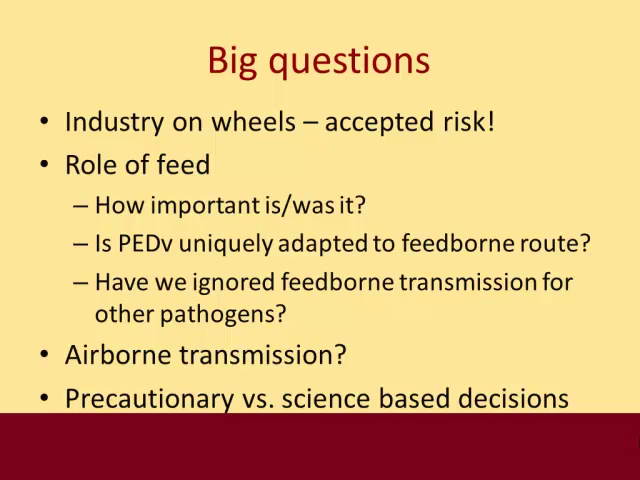 Big questions
• Industry on wheels – accepted risk!
• Role of feed
– How important is/was it?
– Is PEDv uniquely adapted to feedborne route?
– Have we ignored feedborne transmission for
other pathogens?
• Airborne transmission?
• Precautionary vs. science based decisions